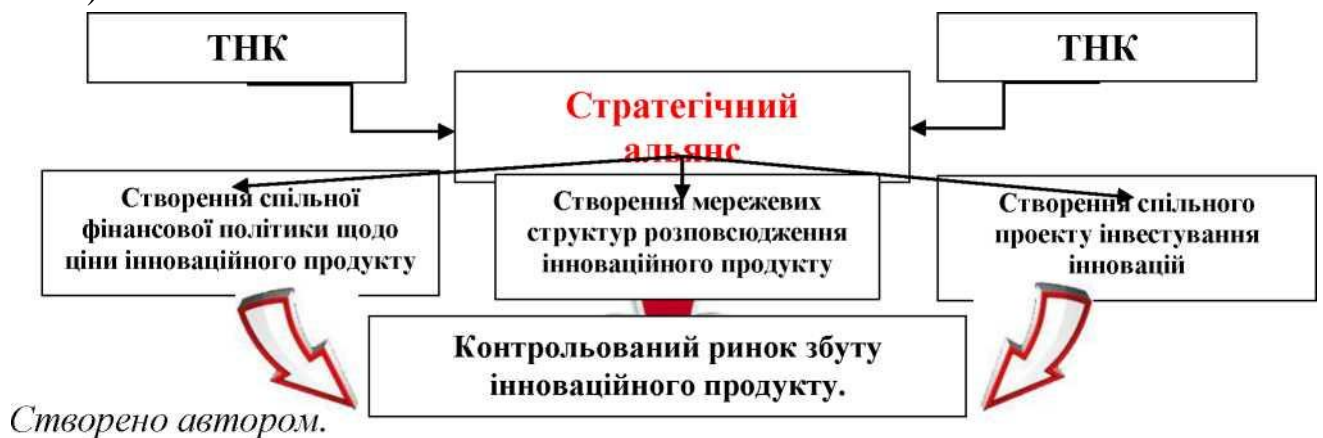 )
ТНК
ТНК
Стратегічний
альянс
Створення спільної
фінансової політики щодо
ціни інноваційного продукту
Створення мережевих
структур розповсюдження
інноваційного продукту
Створення спільного
проекту інвестування
інновацій
Контрольований ринок збуту
інноваційного продукту.
Створено автором.